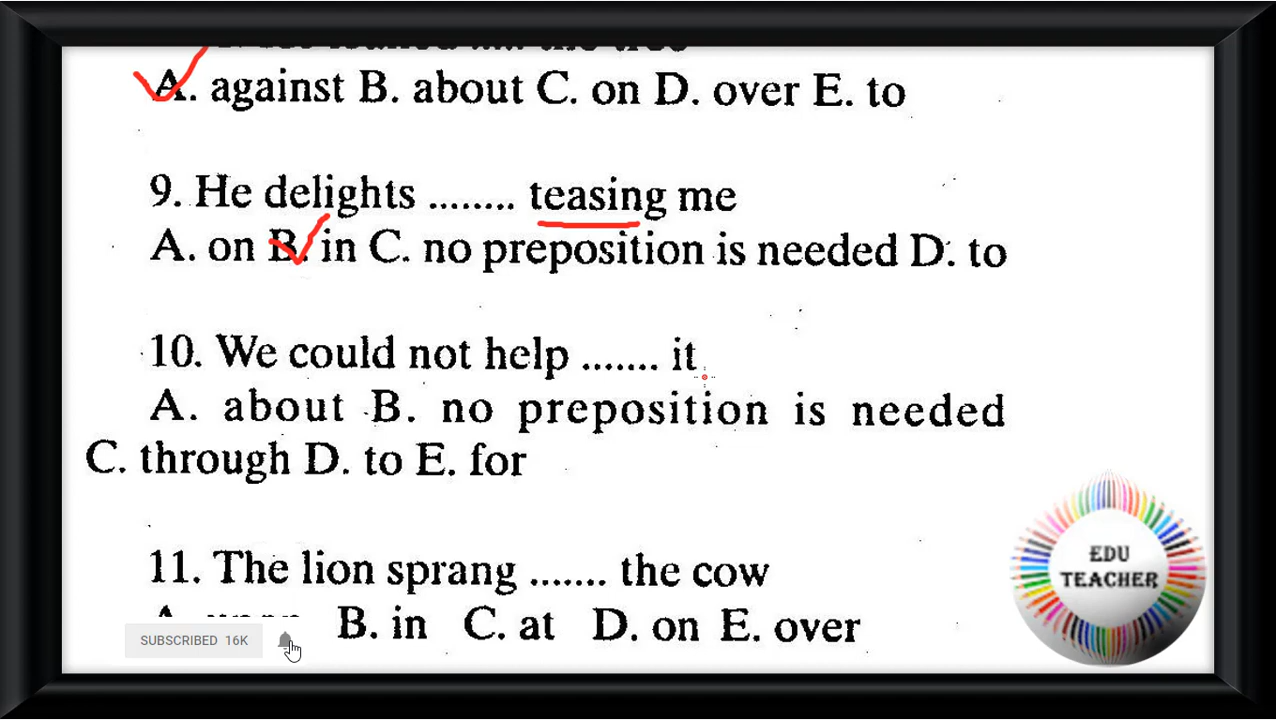 A. against B. about C. on D. over E. to
9. He delights ........ teasing me
A. on B. in C. no preposition is needed D. to
10. We could not help ....... it
A. about B. no preposition is needed
C. through D. to E. for
11. The lion sprang ....... the cow
B. in C. at D. on E. over
SUBSCRIBED 16K
EDU
TEACHER